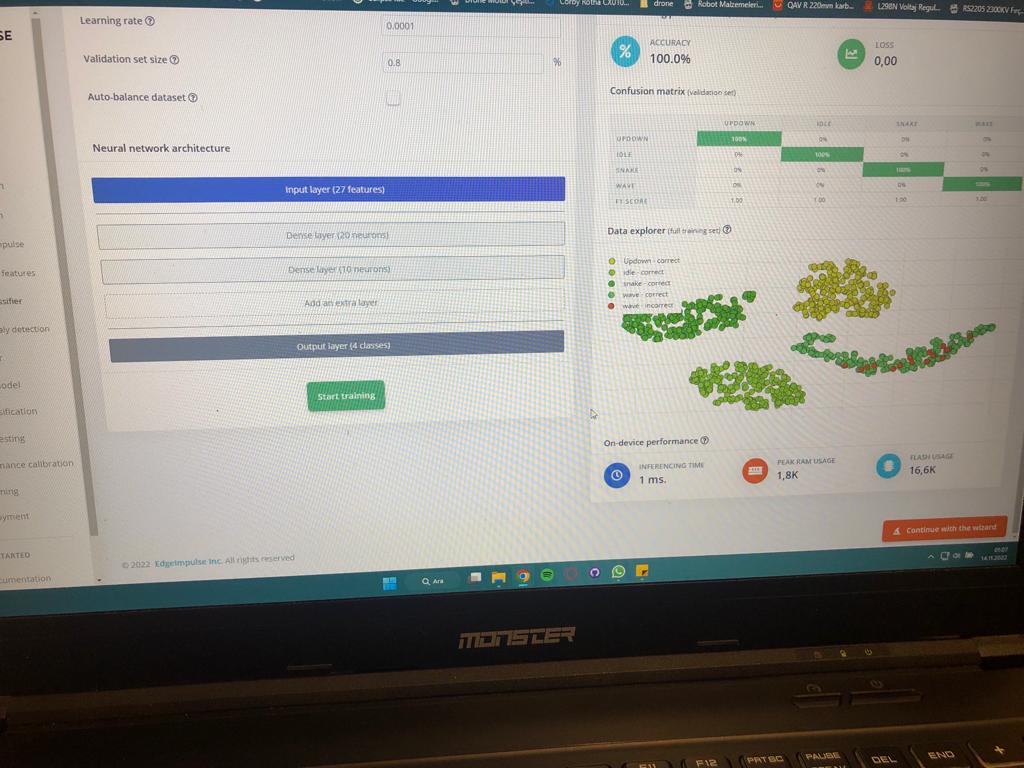 Learning rate
0.0001
Validation set size
0.8
%
Auto-balance dataset
Neural network architecture
Input layer (27 features)
Dense layer (20 neurons)
Dense layer (10 neurons)
Add an extra layer
Output layer (4 classes)
Start training
© 2022 EdgeImpulse Inc. All rights reserved
SE
pulse
features
ssifier
aly detection
odel
sification
esting
nance calibration
ning
oyment
TARTED
cumentation
drone
Robot Malzemeleri...
QAV R 220mm karb...
L298N Voltaj Regul...
RS2205 2300KV Fırç...
%
ACCURACY
100.0%
LOSS
0,00
Confusion matrix (validation set)
UPDOWN IDLE SNAKE WAVE
UPDOWN 100% 0% 0% 0%
IDLE 0% 100% 0% 0%
SNAKE 0% 0% 100% 0%
WAVE 0% 0% 0% 100%
F1 SCORE 1.00 1.00 1.00 1.00
Data explorer (full training set)
Updown - correct
idle - correct
snake - correct
wave - correct
wave - incorrect
On-device performance
INFERENCING TIME
1 ms.
PEAK RAM USAGE
1,8K
FLASH USAGE
16,6K
Continue with the wizard
Ara
01:07
14.11.2022
MONSTER
F11
F12
PRTSC
PAUSE
BREAK
DEL
END
+